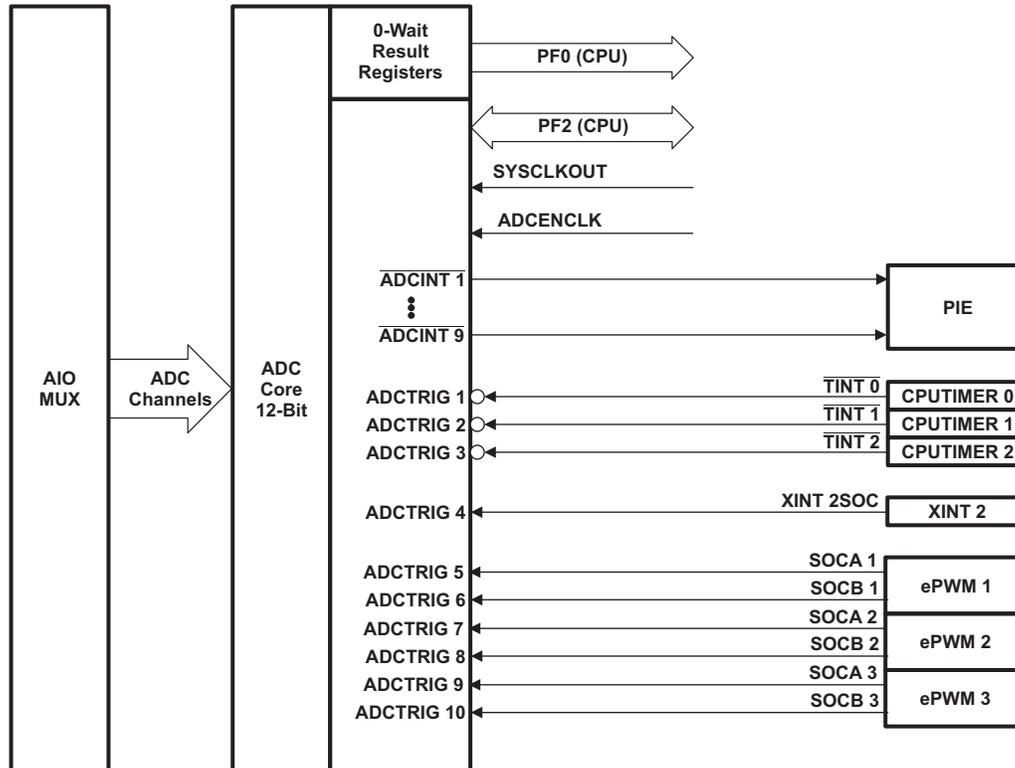 0-Wait
Result
Registers
PF0 (CPU)
PF2 (CPU)
SYSCLKOUT
ADCENCLK
ADCINT 1
ADCINT 9
PIE
AIO
MUX
ADC
Channels
ADC
Core
12-Bit
ADCTRIG 1
TINT 0
CPUTIMER 0
ADCTRIG 2
TINT 1
CPUTIMER 1
ADCTRIG 3
TINT 2
CPUTIMER 2
ADCTRIG 4
XINT 2SOC
XINT 2
ADCTRIG 5
SOCA 1
ePWM 1
ADCTRIG 6
SOCB 1
ADCTRIG 7
SOCA 2
ePWM 2
ADCTRIG 8
SOCB 2
ADCTRIG 9
SOCA 3
ePWM 3
ADCTRIG 10
SOCB 3